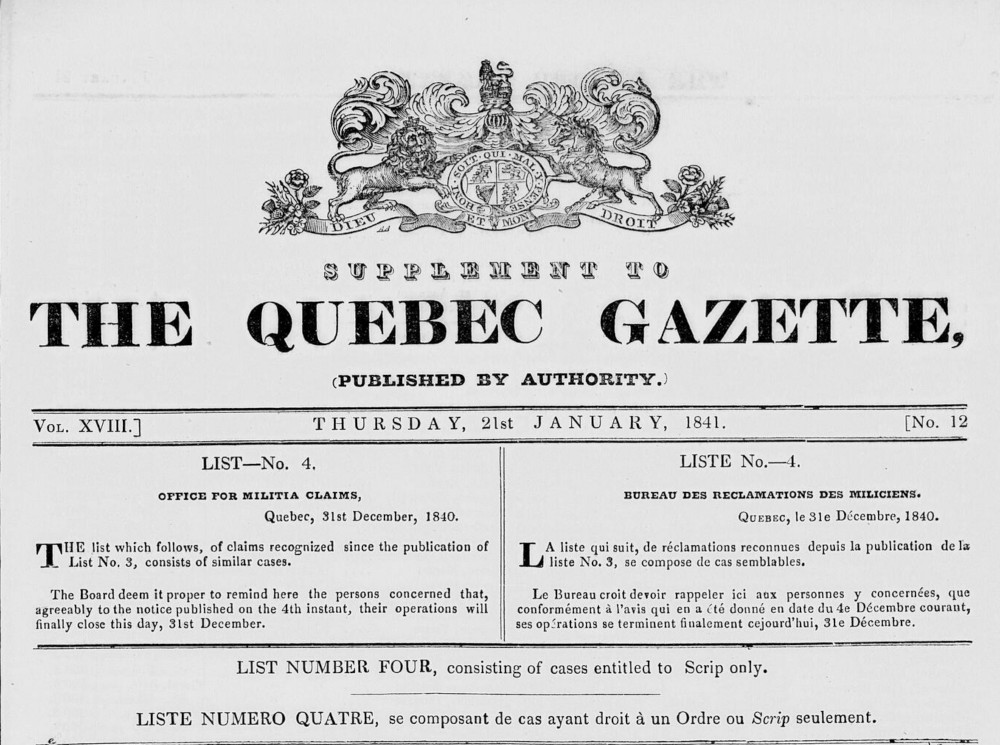 HONI · SOIT · QUI · MAL · Y · PENSE
DIEU ET MON DROIT
SUPPLEMENT TO
THE QUEBEC GAZETTE,
(PUBLISHED BY AUTHORITY.)
VOL. XVIII.] THURSDAY, 21st JANUARY, 1841. [No. 12
LIST—No. 4.
OFFICE FOR MILITIA CLAIMS,
Quebec, 31st December, 1840.
THE list which follows, of claims recognized since the publication of
List No. 3, consists of similar cases.
The Board deem it proper to remind here the persons concerned that,
agreeably to the notice published on the 4th instant, their operations will
finally close this day, 31st December.
LISTE No.—4.
BUREAU DES RECLAMATIONS DES MILICIENS.
QUEBEC, le 31e Décembre, 1840.
LA liste qui suit, de réclamations reconnues depuis la publication de la
liste No. 3, se compose de cas semblables.
Le Bureau croit devoir rappeler ici aux personnes y concernées, que
conformément à l'avis qui en a été donné en date du 4e Décembre courant,
ses opérations se terminent finalement cejourd'hui, 31e Décembre.
LIST NUMBER FOUR, consisting of cases entitled to Scrip only.
LISTE NUMERO QUATRE, se composant de cas ayant droit à un Ordre ou Scrip seulement.